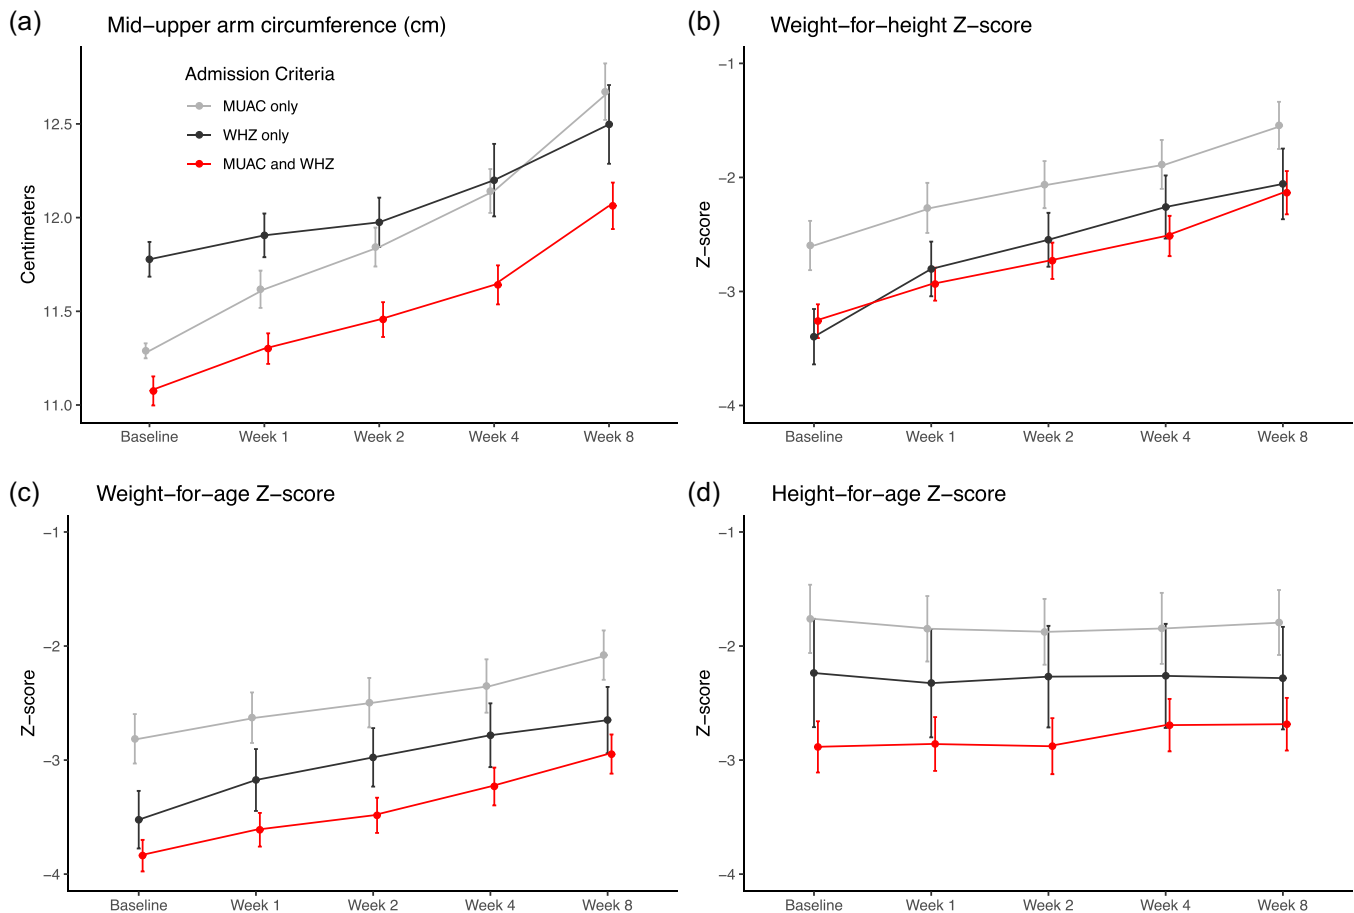 (a) Mid−upper arm circumference (cm)
Admission Criteria
MUAC only
WHZ only
MUAC and WHZ
Centimeters
12.5
12.0
11.5
11.0
Baseline Week 1 Week 2 Week 4 Week 8
(b) Weight−for−height Z−score
Z−score
−1
−2
−3
−4
Baseline Week 1 Week 2 Week 4 Week 8
(c) Weight−for−age Z−score
Z−score
−1
−2
−3
−4
Baseline Week 1 Week 2 Week 4 Week 8
(d) Height−for−age Z−score
Z−score
−1
−2
−3
−4
Baseline Week 1 Week 2 Week 4 Week 8